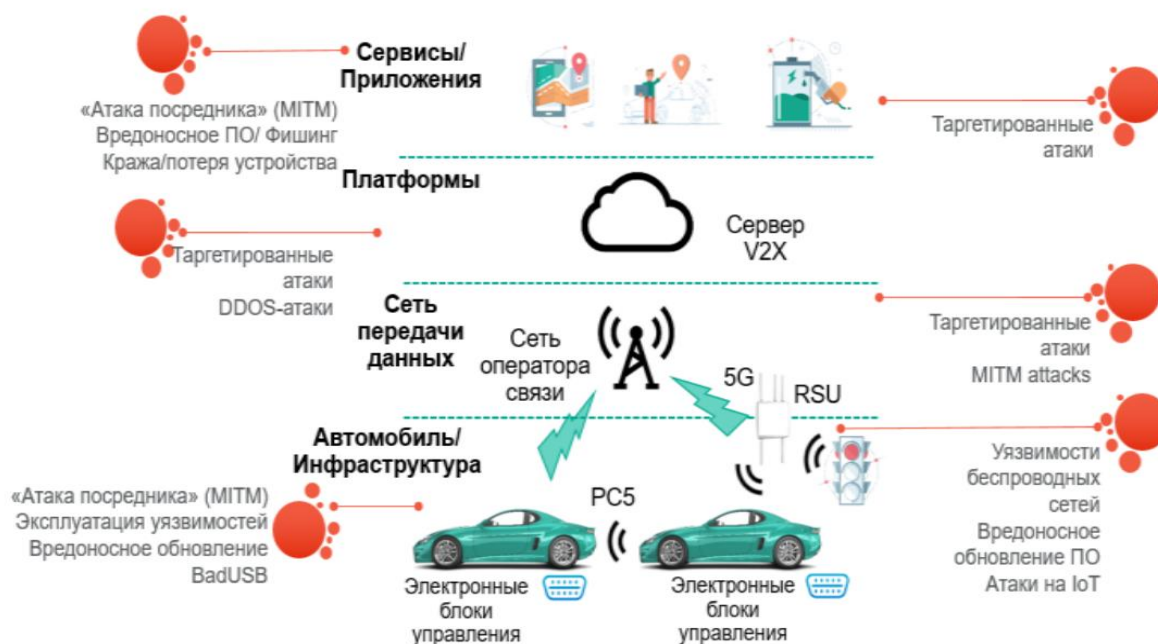 Сервисы/
Приложения
«Атака посредника» (MITM)
Вредоносное ПО/ Фишинг
Кража/потеря устройства
Таргетированные
атаки
Платформы
Сервер
V2X
Таргетированные
атаки
DDOS-атаки
Сеть
передачи
данных
Сеть
оператора
связи
5G
RSU
Таргетированные
атаки
MITM attacks
Автомобиль/
Инфраструктура
«Атака посредника» (MITM)
Эксплуатация уязвимостей
Вредоносное обновление
BadUSB
PC5
Электронные
блоки
управления
Электронные
блоки
управления
Уязвимости
беспроводных
сетей
Вредоносное
обновление ПО
Атаки на IoT